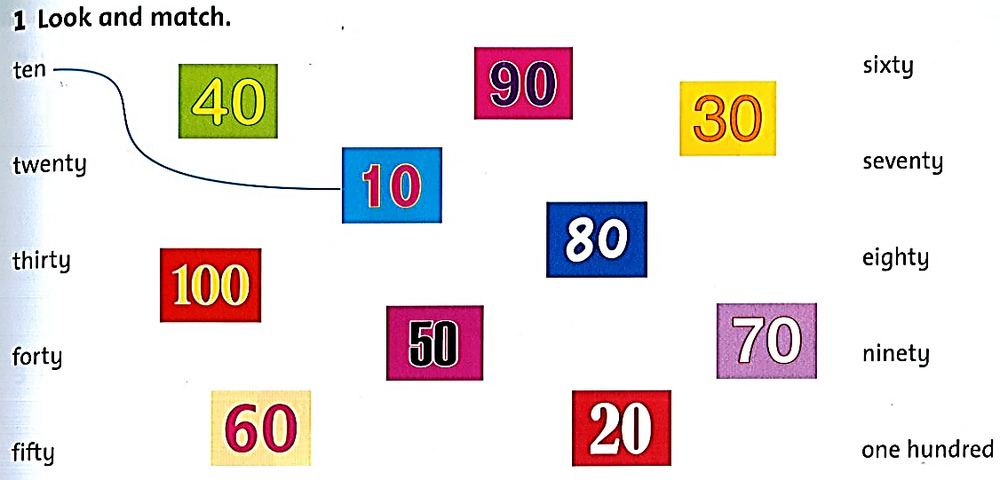 1 Look and match.
ten
40
90
30
sixty
twenty
10
seventy
80
thirty
100
eighty
50
70
forty
ninety
60
20
fifty
one hundred